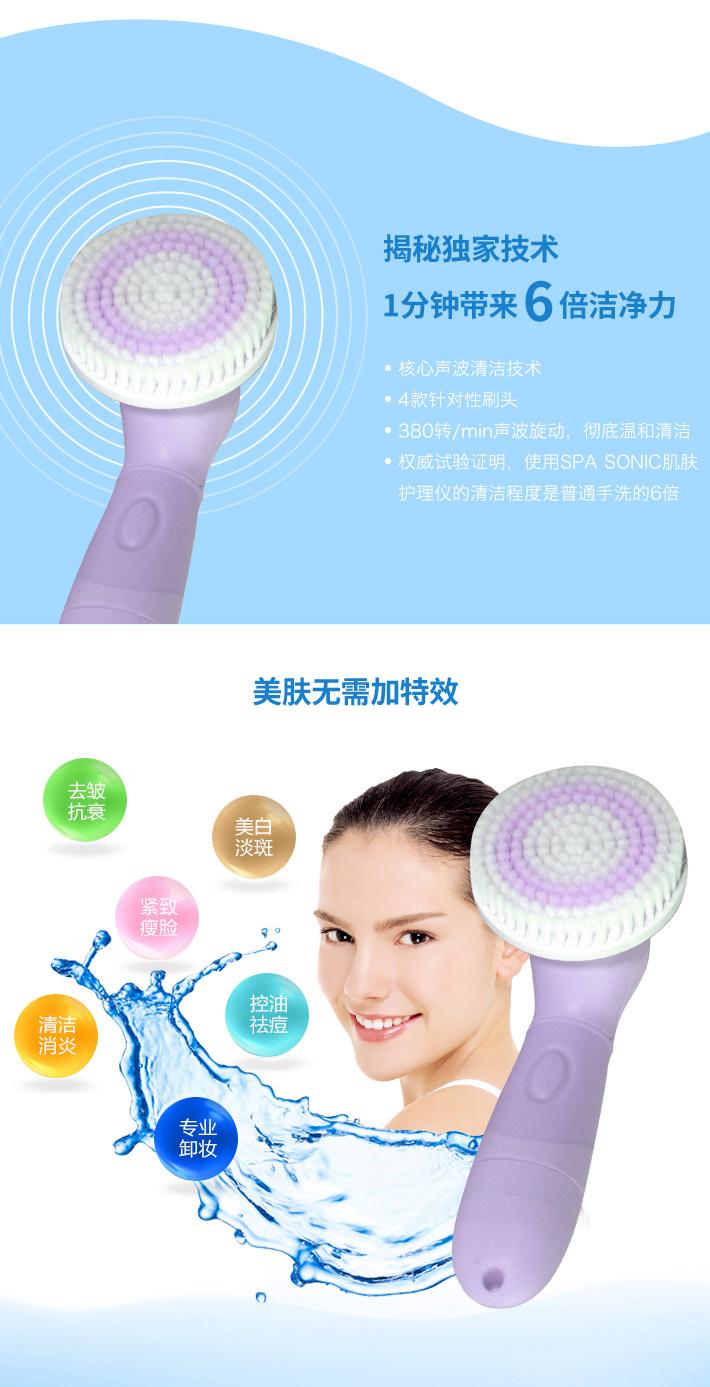 揭秘独家技术
1分钟带来6倍洁净力
• 核心声波清洁技术
• 4款针对性刷头
• 380转/min声波旋动，彻底温和清洁
• 权威试验证明，使用SPA SONIC肌肤
护理仪的清洁程度是普通手洗的6倍
美肤无需加特效
去皱
抗衰
美白
淡斑
紧致
瘦脸
控油
祛痘
清洁
消炎
专业
卸妆